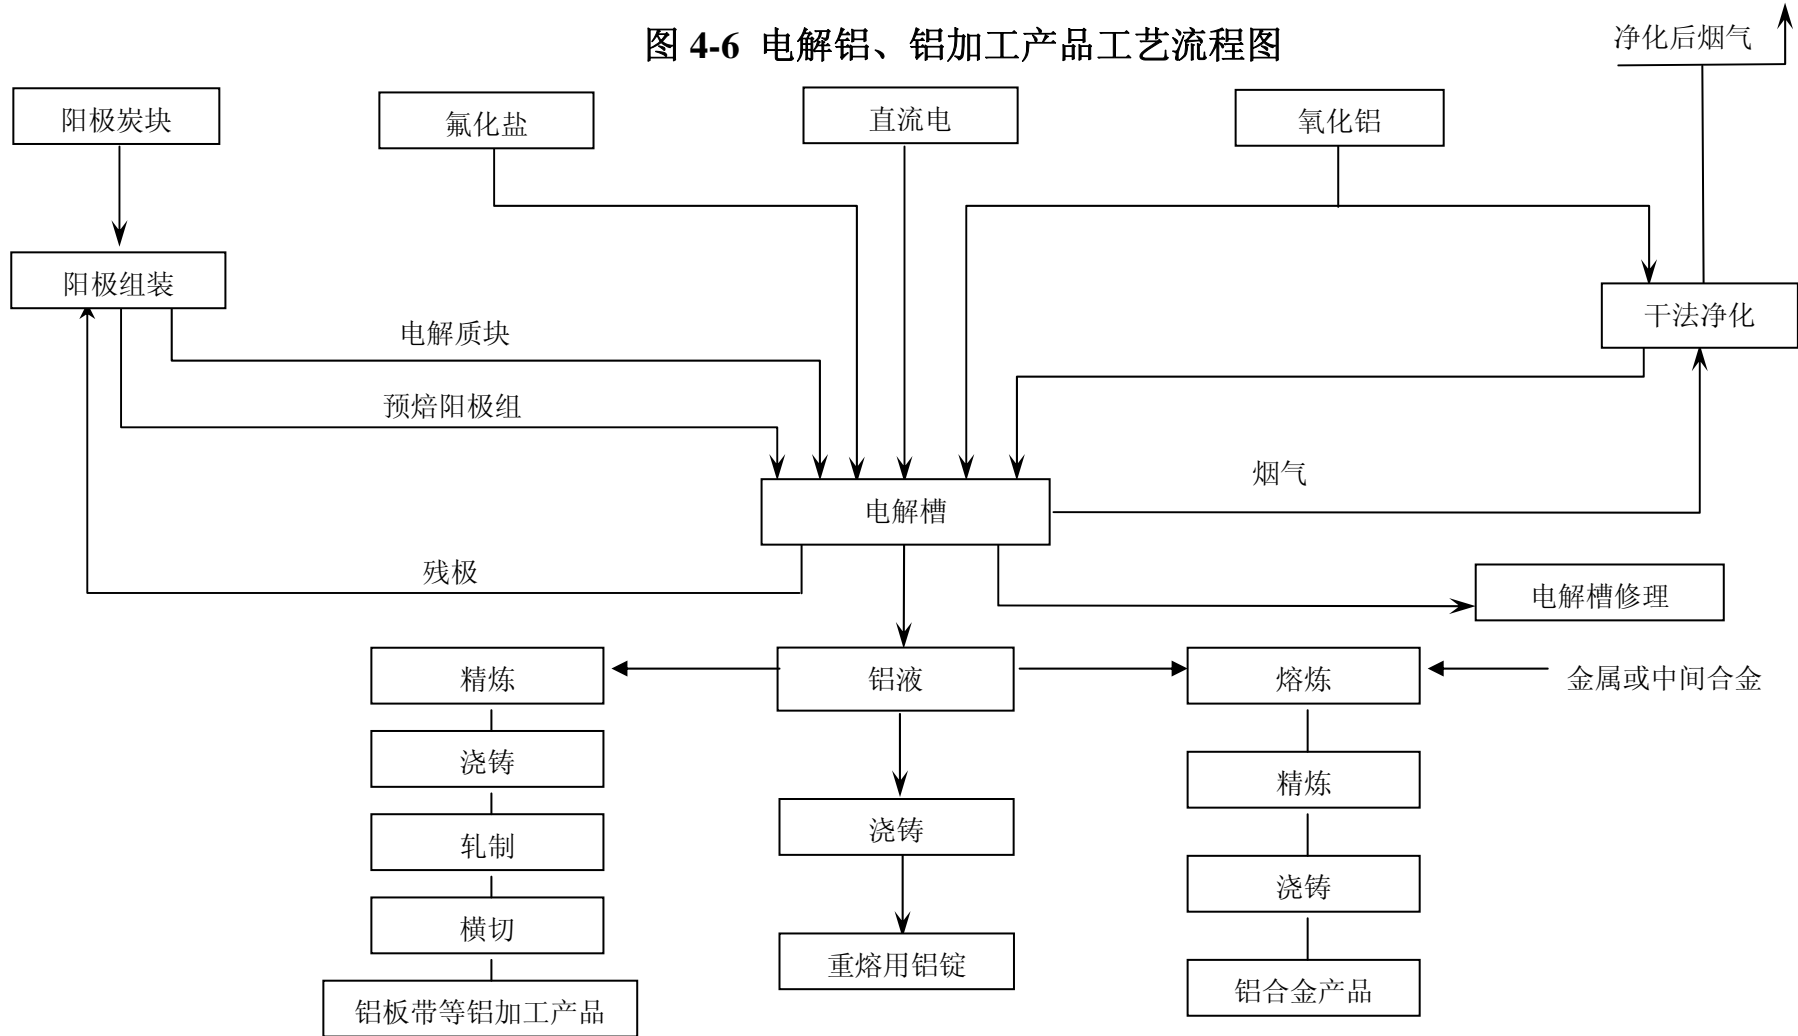 图 4-6 电解铝、铝加工产品工艺流程图
净化后烟气
阳极炭块
氟化盐
直流电
氧化铝
阳极组装
干法净化
电解质块
预焙阳极组
烟气
电解槽
残极
电解槽修理
精炼
铝液
熔炼
金属或中间合金
浇铸
精炼
浇铸
轧制
浇铸
横切
重熔用铝锭
铝合金产品
铝板带等铝加工产品